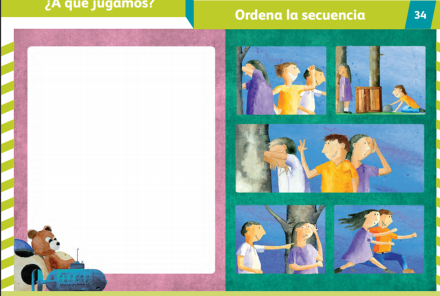 ¿A qué jugamos?
Ordena la secuencia
34